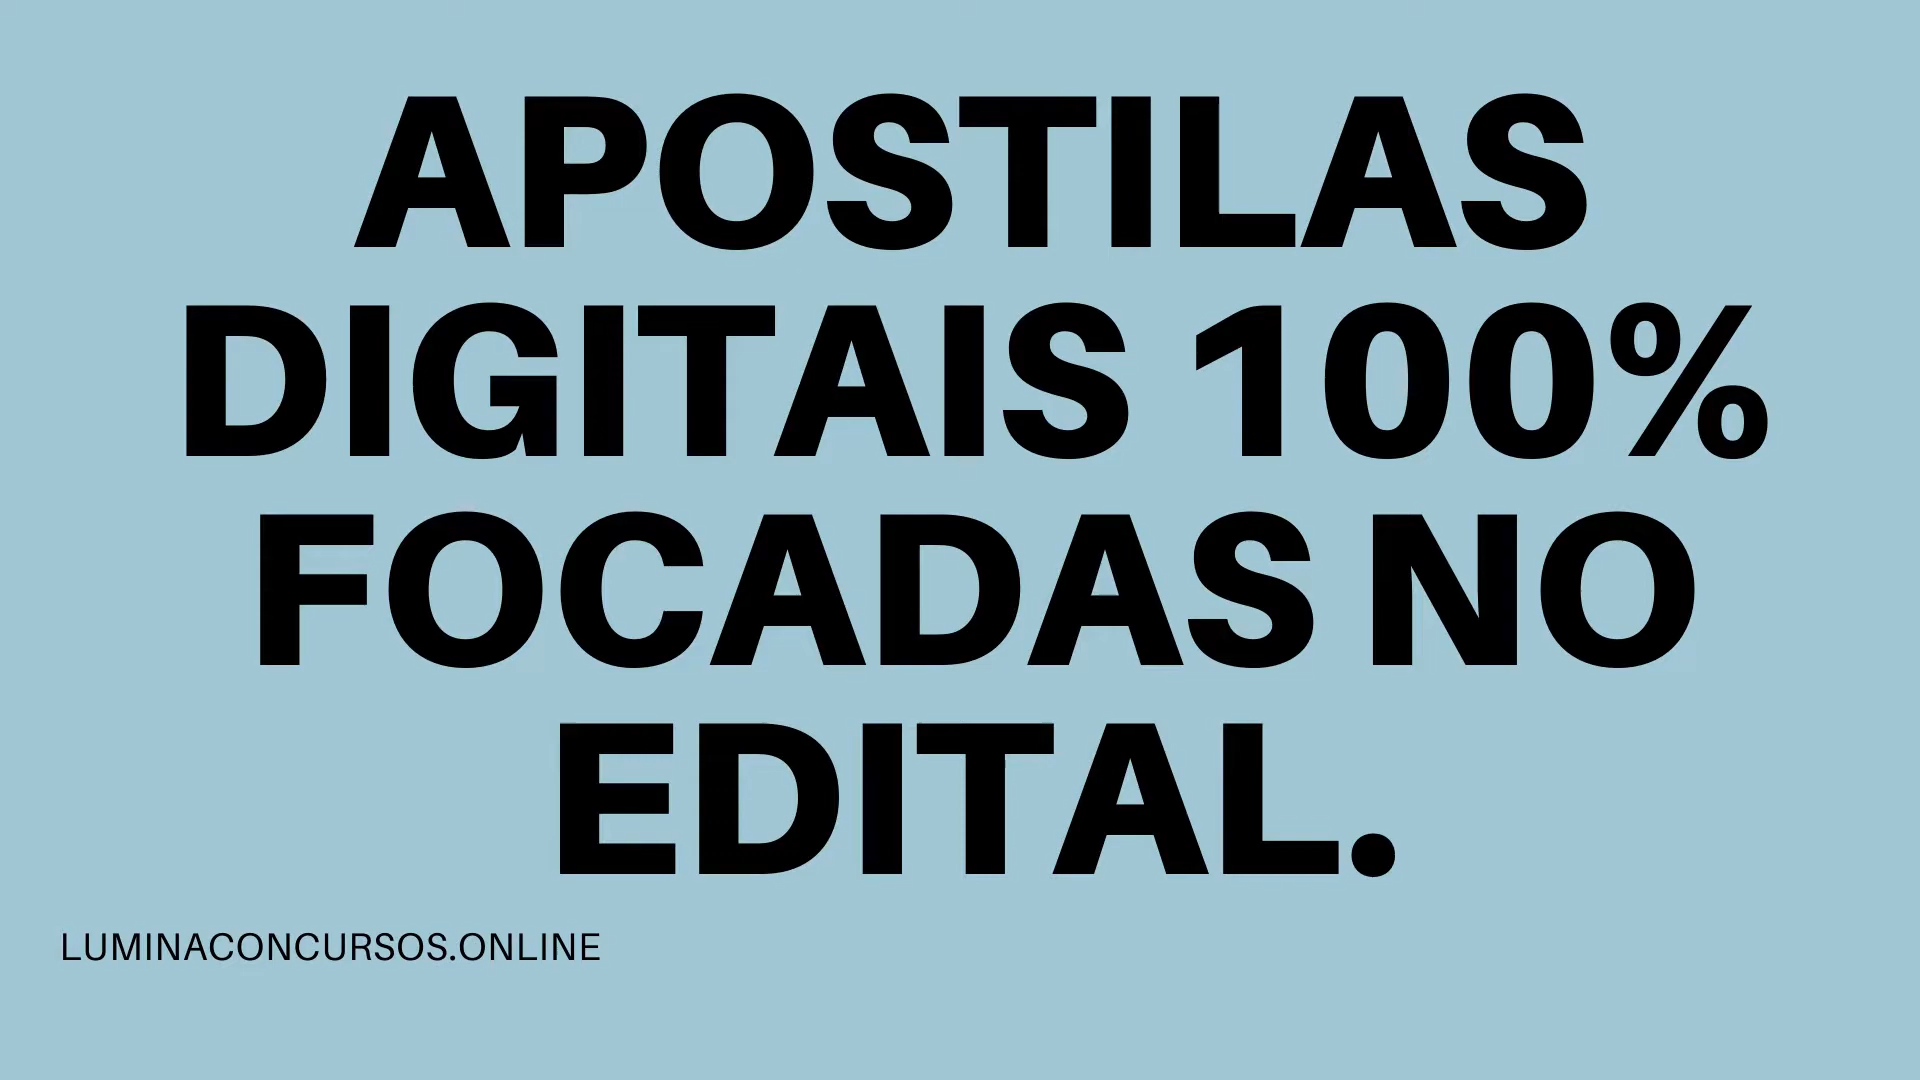 APOSTILAS
DIGITAIS 100%
FOCADAS NO
EDITAL.
LUMINACONCURSOS.ONLINE